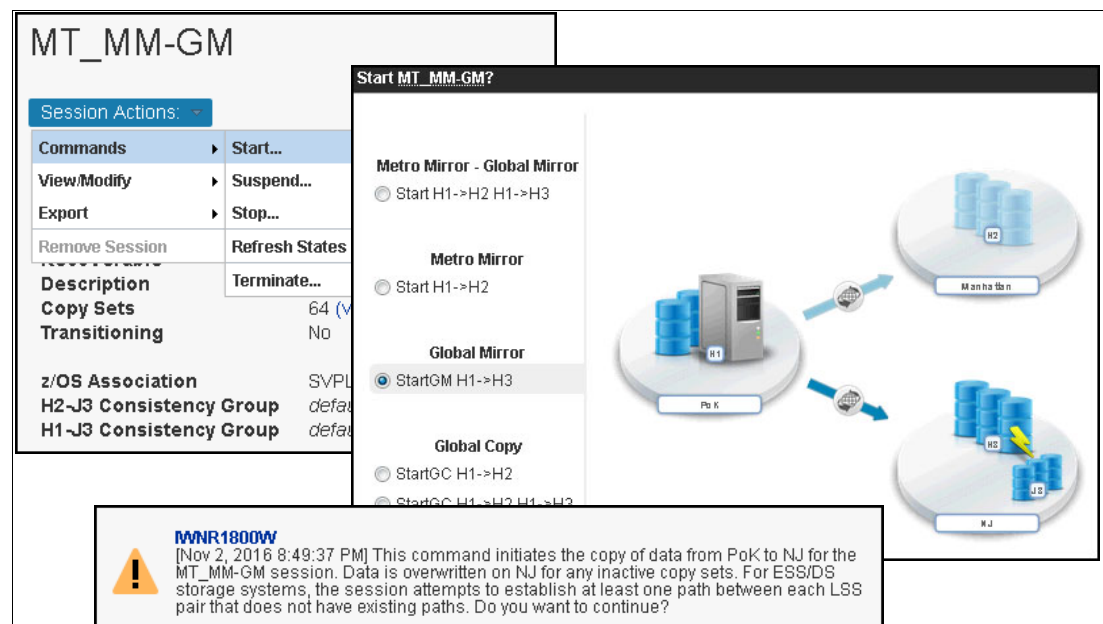 MT_MM-GM
Session Actions:
Commands
View/Modify
Export
Remove Session
Start...
Suspend...
Stop...
Refresh States
Terminate...
Description
Copy Sets 64
Transitioning No
z/OS Association
H2-J3 Consistency Group
H1-J3 Consistency Group
Start MT_MM-GM?
Metro Mirror - Global Mirror
Start H1->H2 H1->H3
Metro Mirror
Start H1->H2
Global Mirror
StartGM H1->H3
Global Copy
StartGC H1->H2
StartGC H1->H2 H1->H3
H1
PoK
H2
Manhattan
H3
J3
NJ
IWNR1800W
[Nov 2, 2016 8:49:37 PM] This command initiates the copy of data from PoK to NJ for the
MT_MM-GM session. Data is overwritten on NJ for any inactive copy sets. For ESS/DS
storage systems, the session attempts to establish at least one path between each LSS
pair that does not have existing paths. Do you want to continue?